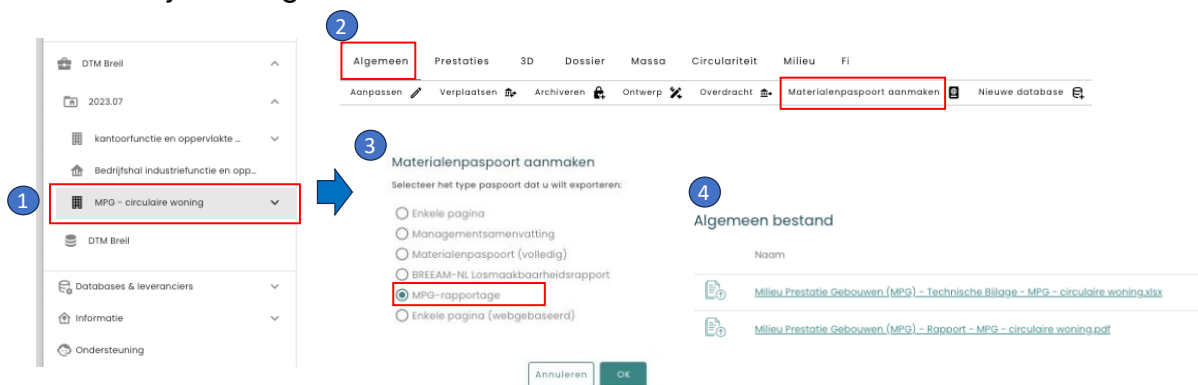 1
DTM Breil
2023.07
kantoorfunctie en oppervlakte ...
Bedrijfshal industriefunctie en opp...
MPG - circulaire woning
DTM Breil
Databases & leveranciers
Informatie
Ondersteuning
2
Algemeen Prestaties 3D Dossier Massa Circulariteit Milieu Fi
Aanpassen Verplaatsen Archiveren Ontwerp Overdracht Materialenpaspoort aanmaken Nieuwe database
3
Materialenpaspoort aanmaken
Selecteer het type paspoort dat u wilt exporteren:
Enkele pagina
Managementsamenvatting
Materialenpaspoort (volledig)
BREEAM-NL Losmaakbaarheidsrapport
MPG-rapportage
Enkele pagina (webgebaseerd)
Annuleren OK
4
Algemeen bestand
Naam
Milieu Prestatie Gebouwen (MPG) - Technische Bijlage - MPG - circulaire woning.xlsx
Milieu Prestatie Gebouwen (MPG) - Rapport - MPG - circulaire woning.pdf